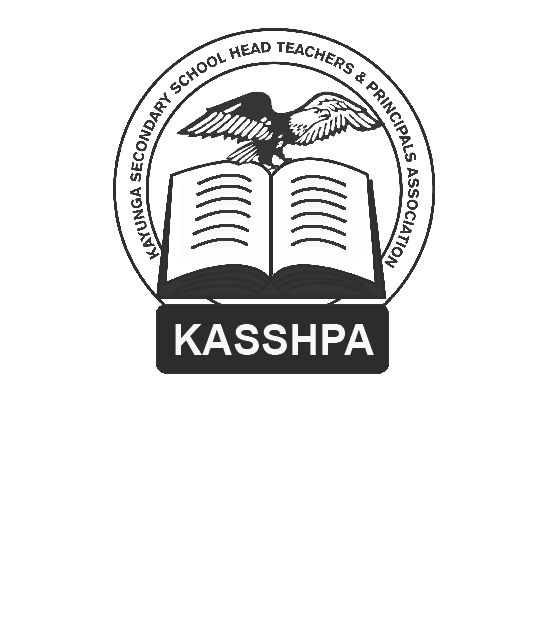 KAYUNGA SECONDARY SCHOOL HEAD TEACHERS & PRINCIPALS ASSOCIATION
KASSHPA